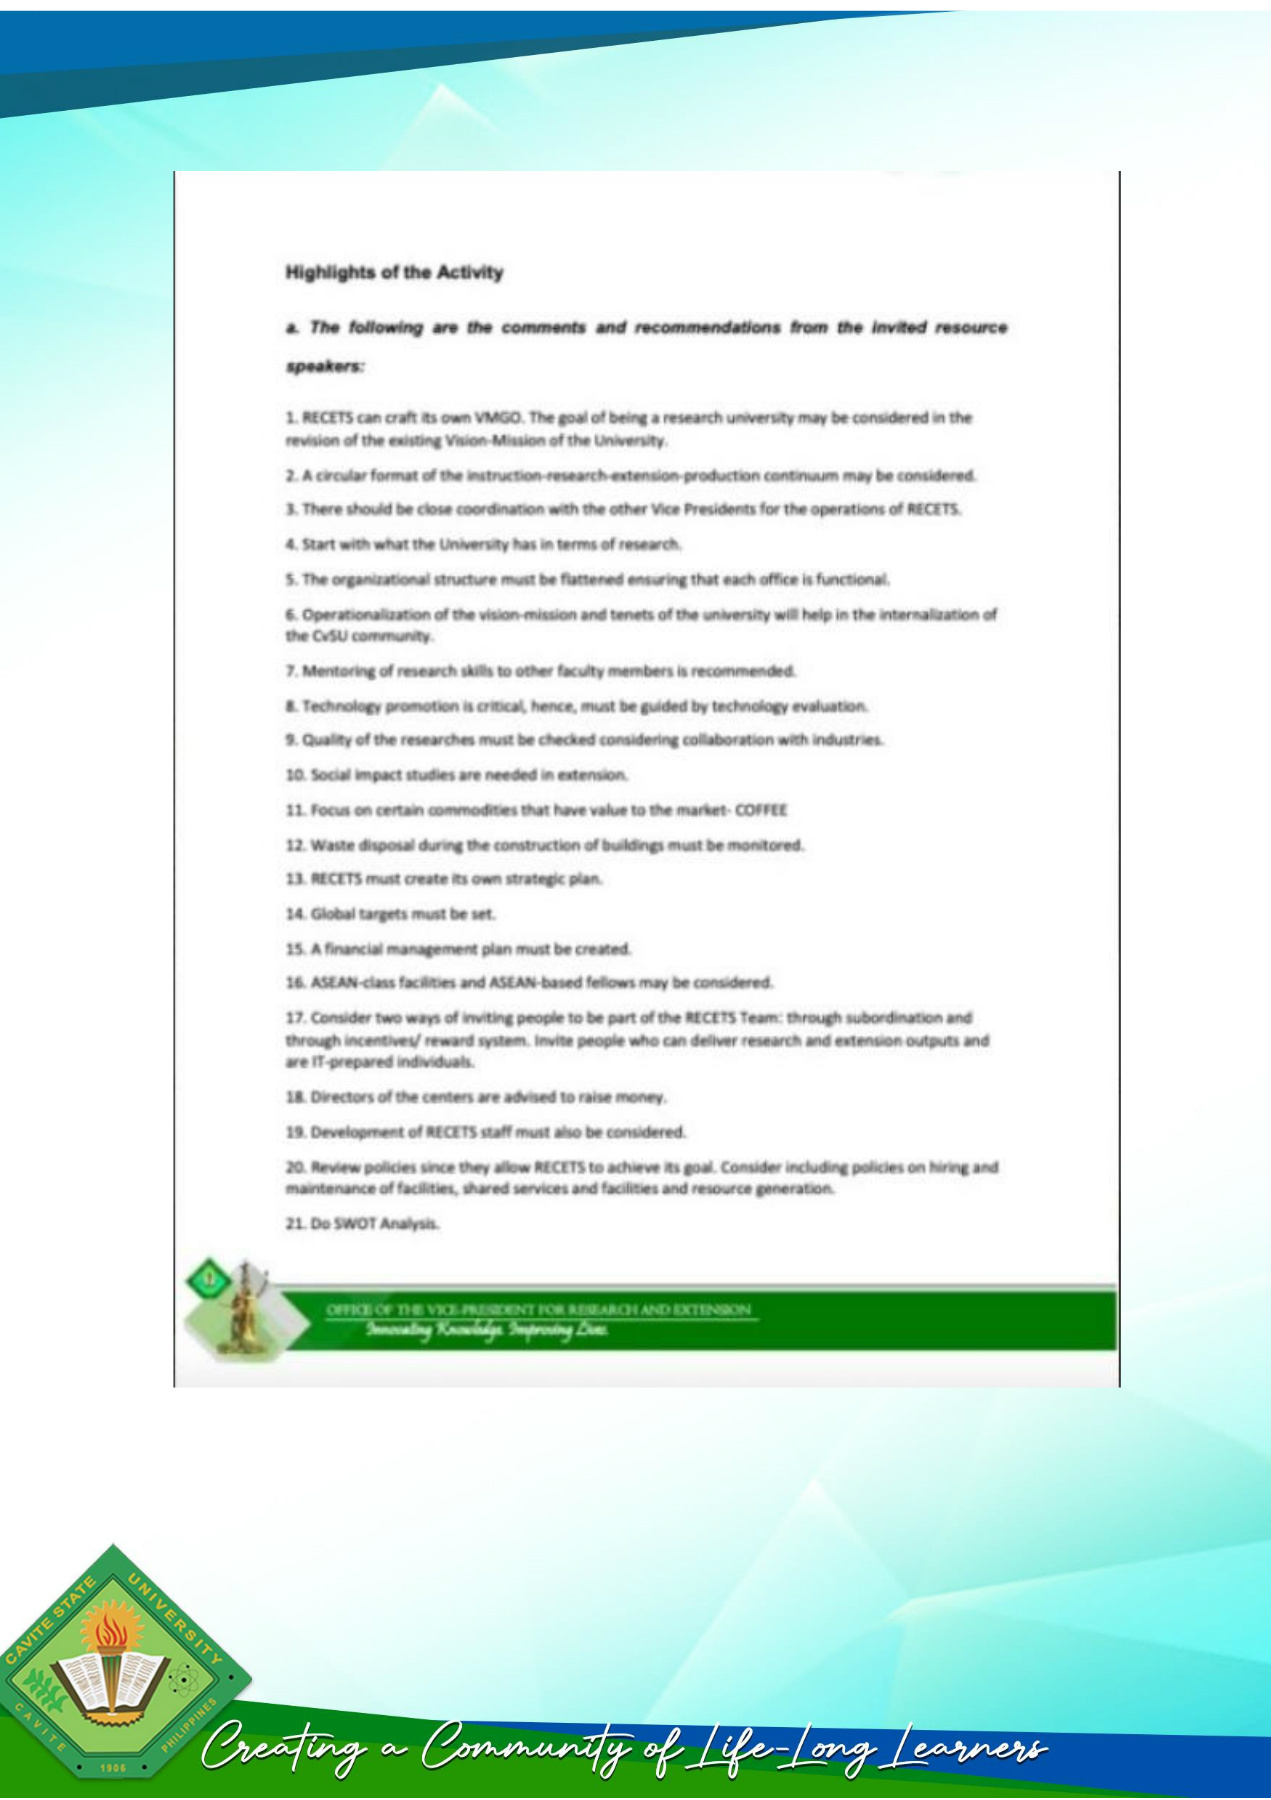 Highlights of the Activity
a. The following are the comments and recommendations from the invited resource
speakers:
1. RECETS can craft its own VMGO. The goal of being a research university may be considered in the
revision of the existing Vision-Mission of the University.
2. A circular format of the instruction-research-extension-production continuum may be considered.
3. There should be close coordination with the other Vice Presidents for the operations of RECETS.
4. Start with what the University has in terms of research.
5. The organizational structure must be flattened ensuring that each office is functional.
6. Operationalization of the vision-mission and tenets of the university will help in the internalization of
the CvSU community.
7. Mentoring of research skills to other faculty members is recommended.
8. Technology promotion is critical, hence, must be guided by technology evaluation.
9. Quality of the researches must be checked considering collaboration with industries.
10. Social impact studies are needed in extension.
11. Focus on certain commodities that have value to the market- COFFEE
12. Waste disposal during the construction of buildings must be monitored.
13. RECETS must create its own strategic plan.
14. Global targets must be set.
15. A financial management plan must be created.
16. ASEAN-class facilities and ASEAN-based fellows may be considered.
17. Consider two ways of inviting people to be part of the RECETS Team: through subordination and
through incentives/ reward system. Invite people who can deliver research and extension outputs and
are IT-prepared individuals.
18. Directors of the centers are advised to raise money.
19. Development of RECETS staff must also be considered.
20. Review policies since they allow RECETS to achieve its goal. Consider including policies on hiring and
maintenance of facilities, shared services and facilities and resource generation.
21. Do SWOT Analysis.
OFFICE OF THE VICE-PRESIDENT FOR RESEARCH AND EXTENSION
Innovating Knowledge. Improving Lives.
CAVITE STATE UNIVERSITY
CAVITE 1906 PHILIPPINES
Creating a Community of Life-Long Learners